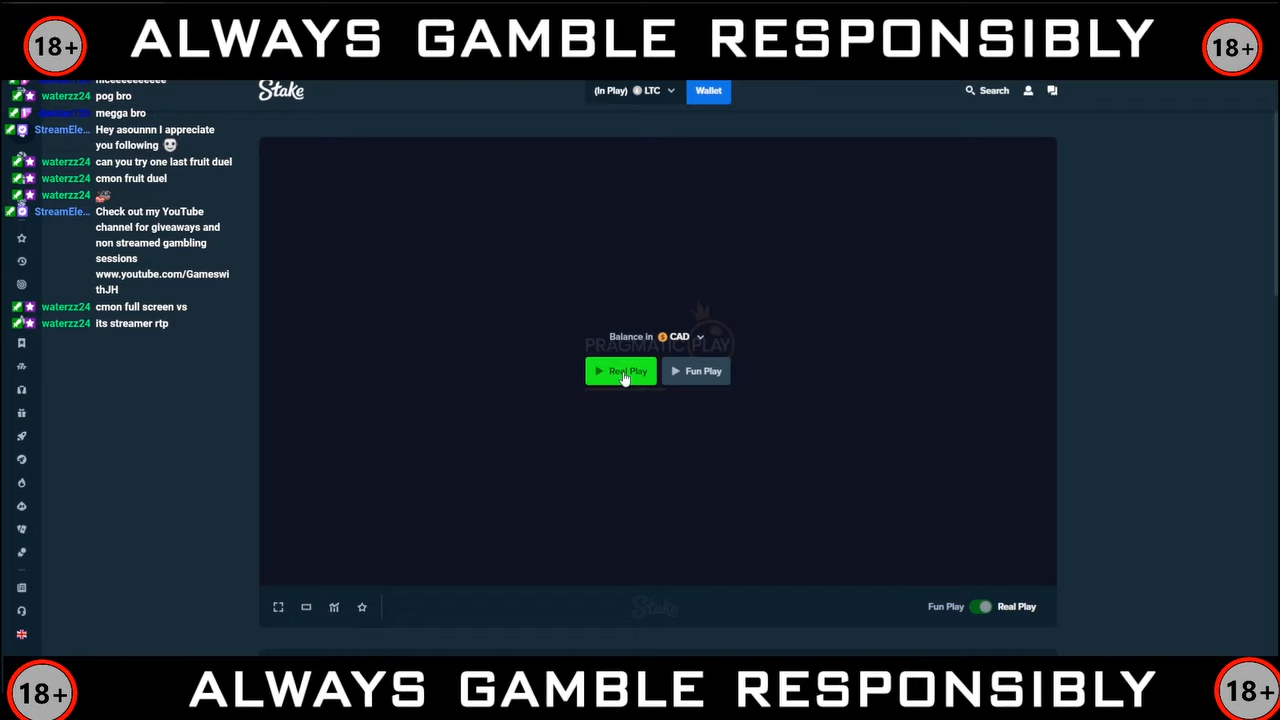 ALWAYS GAMBLE RESPONSIBLY
18+
18+
Stake
(In Play) LTC
Wallet
Search
waterzz24 pog bro
megga bro
StreamEle... Hey asounnn I appreciate
you following
waterzz24 can you try one last fruit duel
waterzz24 cmon fruit duel
waterzz24
StreamEle... Check out my YouTube
channel for giveaways and
non streamed gambling
sessions
www.youtube.com/Gameswi
thJH
waterzz24 cmon full screen vs
waterzz24 its streamer rtp
Balance in CAD
PRAGMATIC PLAY
Real Play
Fun Play
Stake
Fun Play Real Play
18+
ALWAYS GAMBLE RESPONSIBLY
18+